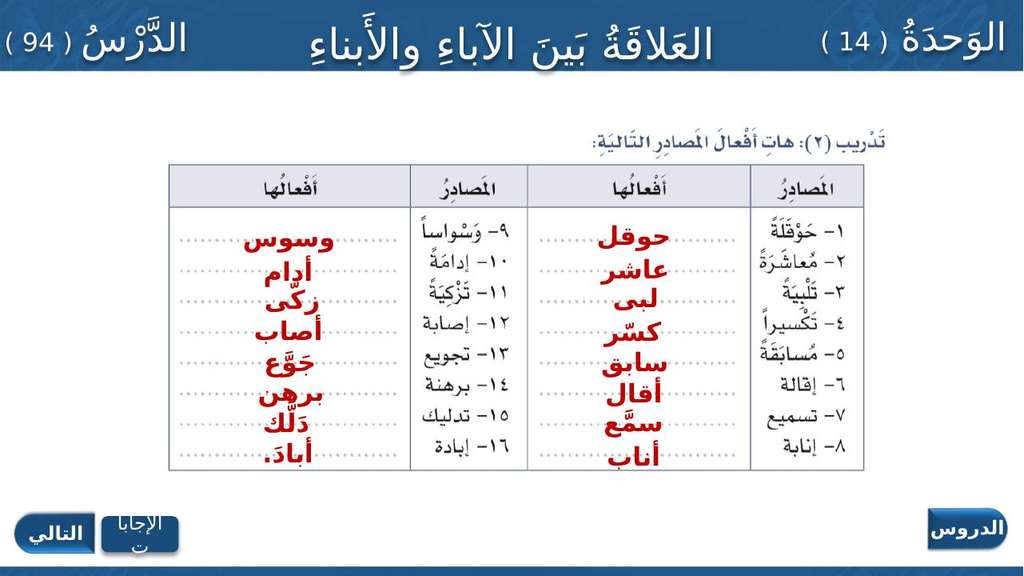 الوَحدَةُ ( 14 )
العَلاقَةُ بَينَ الآباءِ والأَبناءِ
الدَّرْسُ ( 94 )
تَدْريب (٢): هاتِ أَفْعالَ المَصادِرِ التّاليَةِ:
المَصادِرُ أَفْعالُها المَصادِرُ أَفْعالُها
١- حَوْقَلَةً حوقل ٩- وَسْواساً وسوس
٢- مُعاشَرَةً عاشر ١٠- إدامَةً أدام
٣- تَلْبِيَةً لبى ١١- تَزْكِيَةً زكّى
٤- تَكْسيراً كسّر ١٢- إصابة أصاب
٥- مُسابَقَةً سابق ١٣- تجويع جَوَّع
٦- إقالة أقال ١٤- برهنة برهن
٧- تسميع سمَّع ١٥- تدليك دَلَّك
٨- إنابة أناب ١٦- إبادة أبادَ.
الدروس
الإجابات
التالي